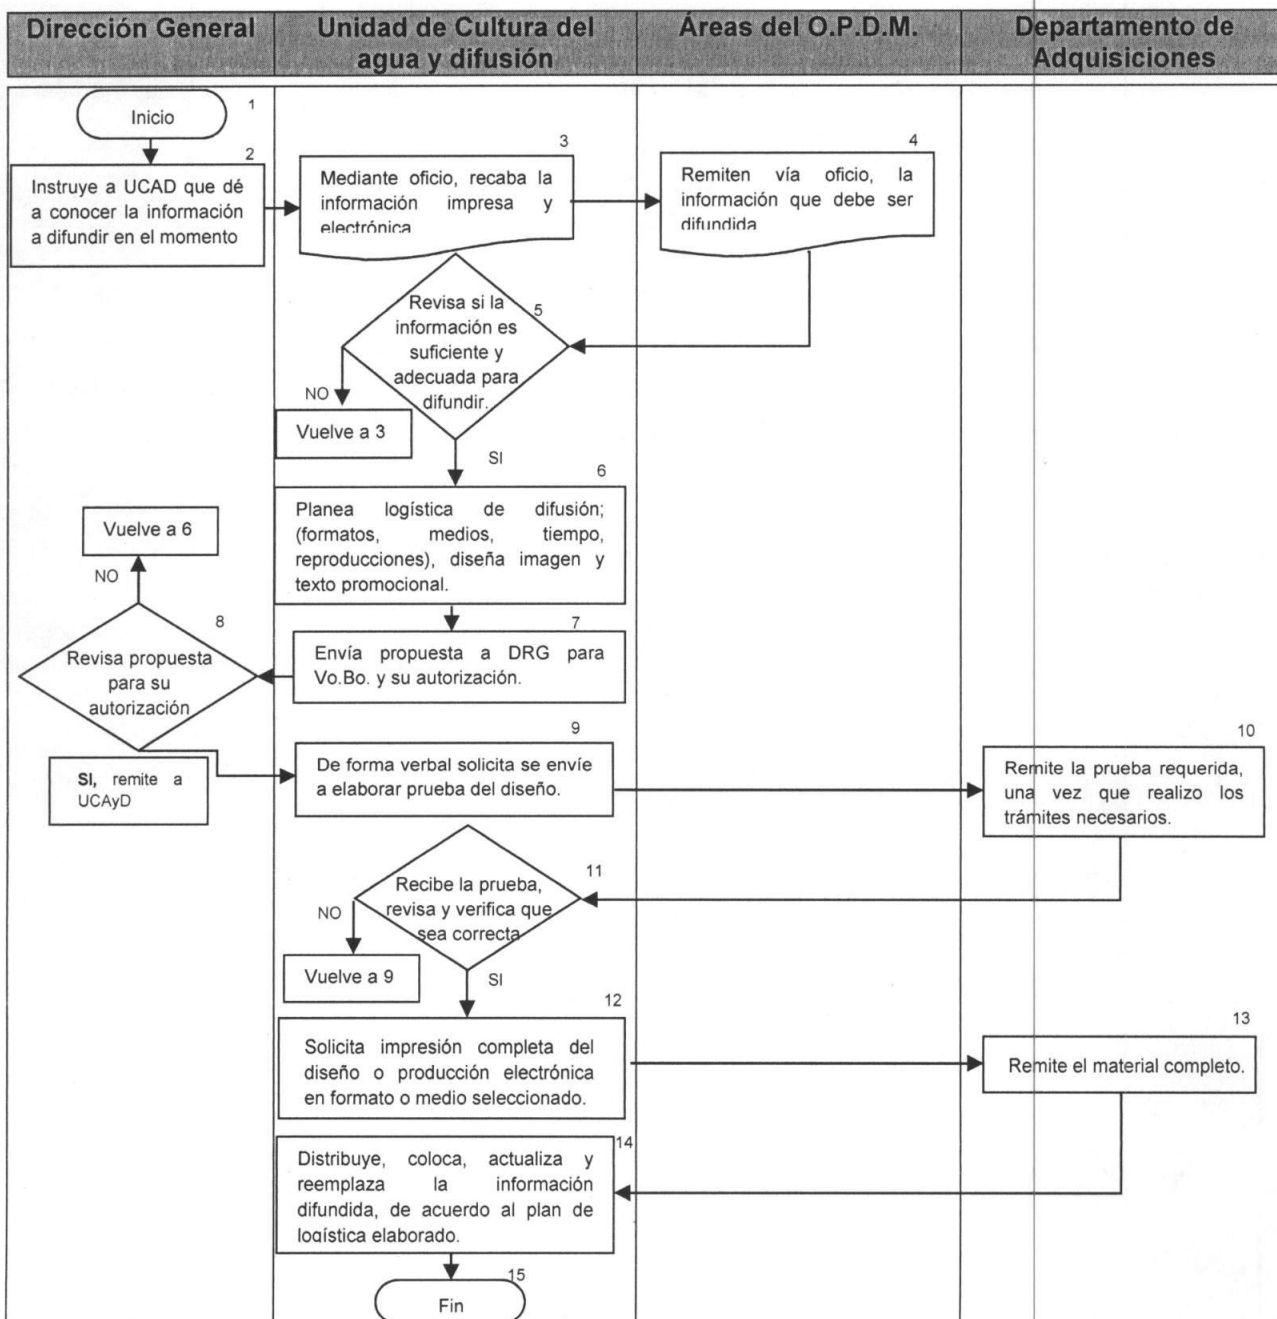 Dirección General
Unidad de Cultura del
agua y difusión
Áreas del O.P.D.M.
Departamento de
Adquisiciones
Inicio
1
2
Instruye a UCAD que dé
a conocer la información
a difundir en el momento
3
Mediante oficio, recaba la
información impresa y
electrónica
4
Remiten vía oficio, la
información que debe ser
difundida
5
Revisa si la
información es
suficiente y
adecuada para
difundir.
NO
Vuelve a 3
SI
6
Planea logística de difusión;
(formatos, medios, tiempo,
reproducciones), diseña imagen y
texto promocional.
7
Envía propuesta a DRG para
Vo.Bo. y su autorización.
Vuelve a 6
NO
8
Revisa propuesta
para su
autorización
SI, remite a
UCAyD
9
De forma verbal solicita se envíe
a elaborar prueba del diseño.
10
Remite la prueba requerida,
una vez que realizo los
trámites necesarios.
11
Recibe la prueba,
revisa y verifica que
sea correcta
NO
Vuelve a 9
SI
12
Solicita impresión completa del
diseño o producción electrónica
en formato o medio seleccionado.
13
Remite el material completo.
14
Distribuye, coloca, actualiza y
reemplaza la información
difundida, de acuerdo al plan de
logística elaborado.
15
Fin